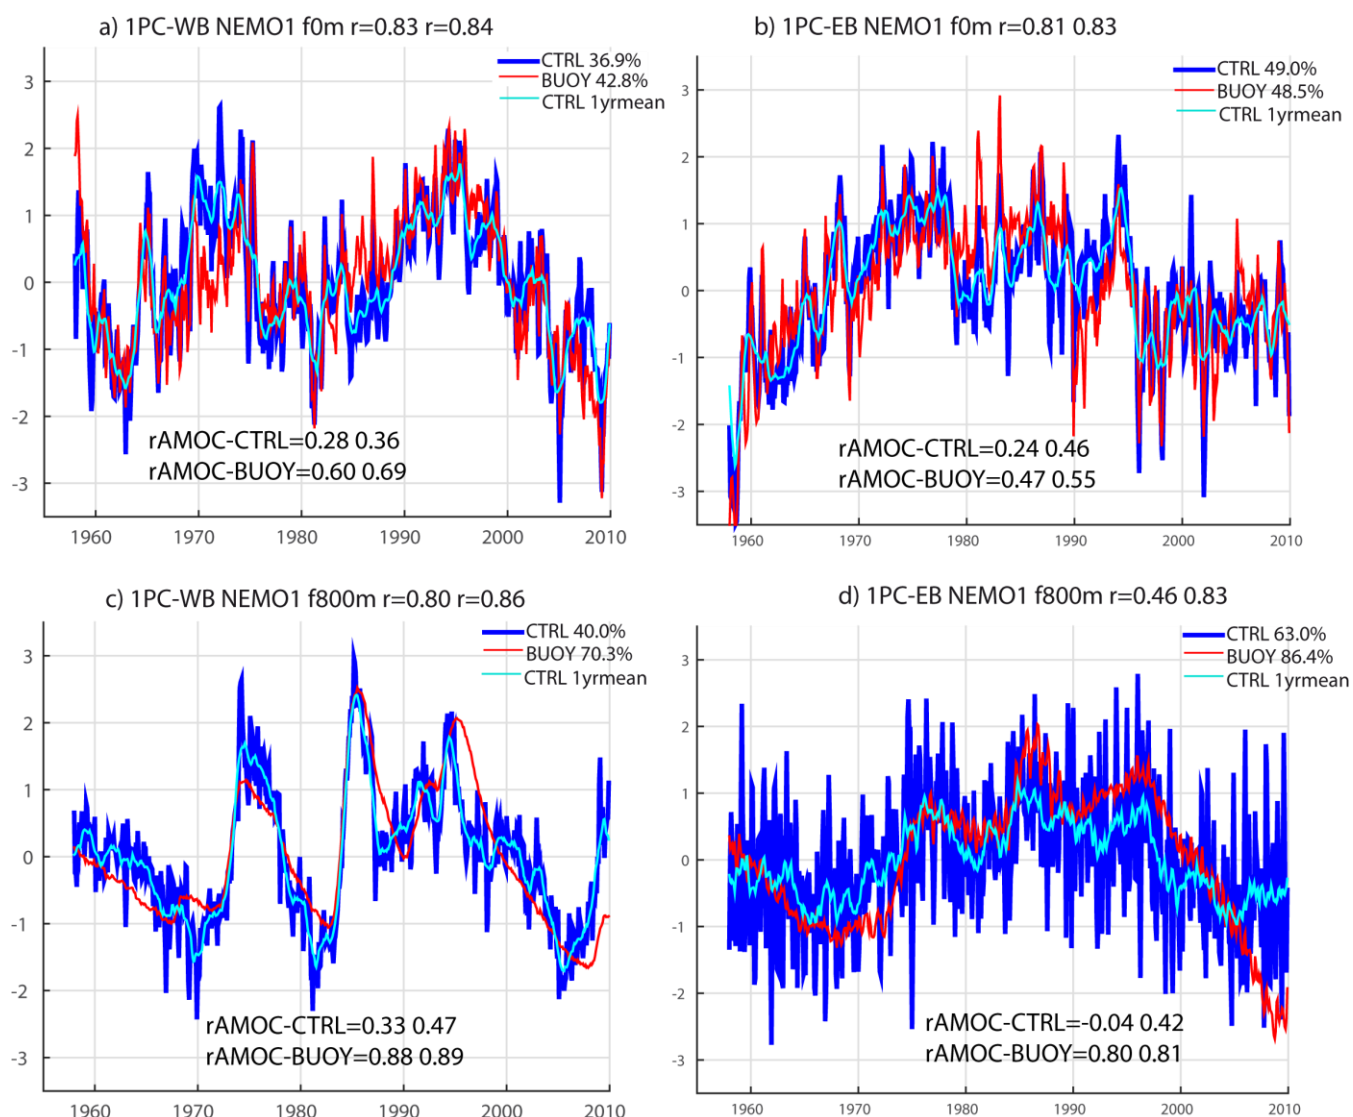 a) 1PC-WB NEMO1 f0m r=0.83 r=0.84
CTRL 36.9%
BUOY 42.8%
CTRL 1yrmean
3
2
1
0
-1
-2
-3
rAMOC-CTRL=0.28 0.36
rAMOC-BUOY=0.60 0.69
1960 1970 1980 1990 2000 2010
b) 1PC-EB NEMO1 f0m r=0.81 0.83
CTRL 49.0%
BUOY 48.5%
CTRL 1yrmean
3
2
1
0
-1
-2
-3
rAMOC-CTRL=0.24 0.46
rAMOC-BUOY=0.47 0.55
1960 1970 1980 1990 2000 2010
c) 1PC-WB NEMO1 f800m r=0.80 r=0.86
CTRL 40.0%
BUOY 70.3%
CTRL 1yrmean
3
2
1
0
-1
-2
-3
rAMOC-CTRL=0.33 0.47
rAMOC-BUOY=0.88 0.89
1960 1970 1980 1990 2000 2010
d) 1PC-EB NEMO1 f800m r=0.46 0.83
CTRL 63.0%
BUOY 86.4%
CTRL 1yrmean
3
2
1
0
-1
-2
-3
rAMOC-CTRL=-0.04 0.42
rAMOC-BUOY=0.80 0.81
1960 1970 1980 1990 2000 2010